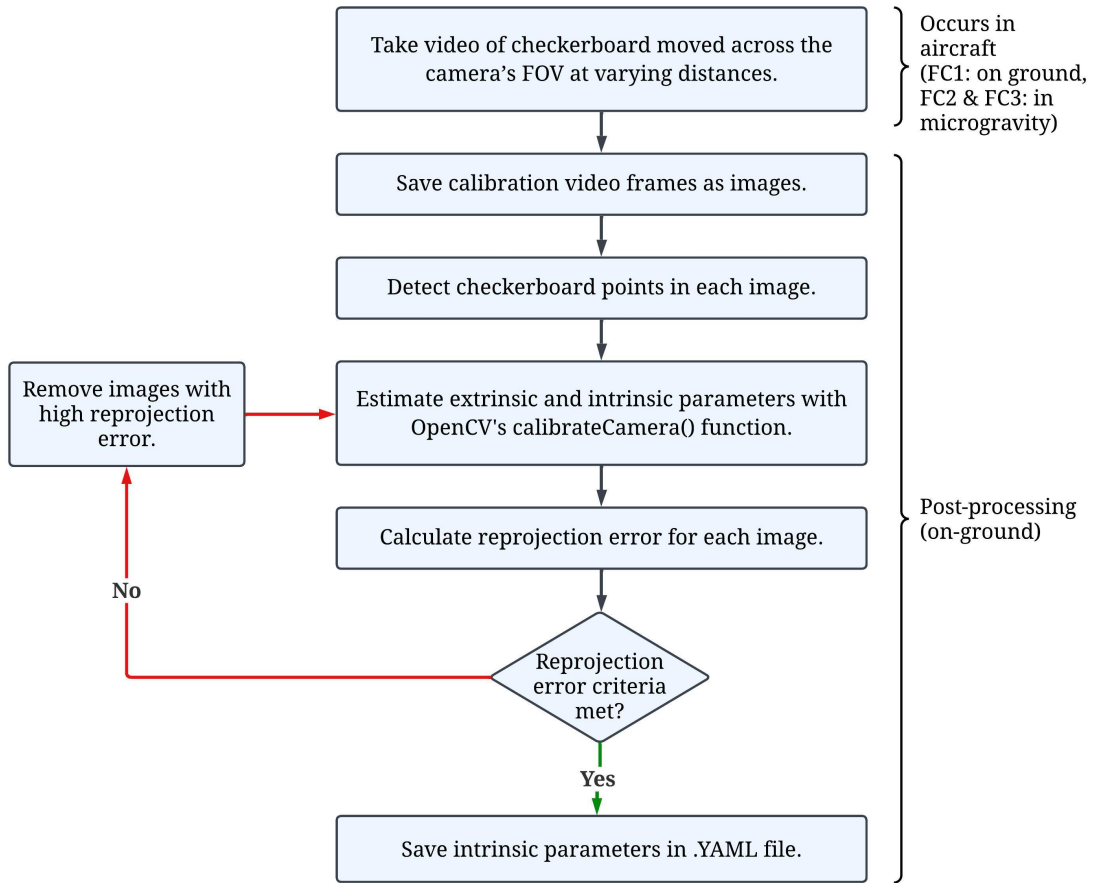 Take video of checkerboard moved across the
camera’s FOV at varying distances.
Occurs in
aircraft
(FC1: on ground,
FC2 & FC3: in
microgravity)
Save calibration video frames as images.
Detect checkerboard points in each image.
Remove images with
high reprojection
error.
Estimate extrinsic and intrinsic parameters with
OpenCV's calibrateCamera() function.
Calculate reprojection error for each image.
Post-processing
(on-ground)
No
Reprojection
error criteria
met?
Yes
Save intrinsic parameters in .YAML file.